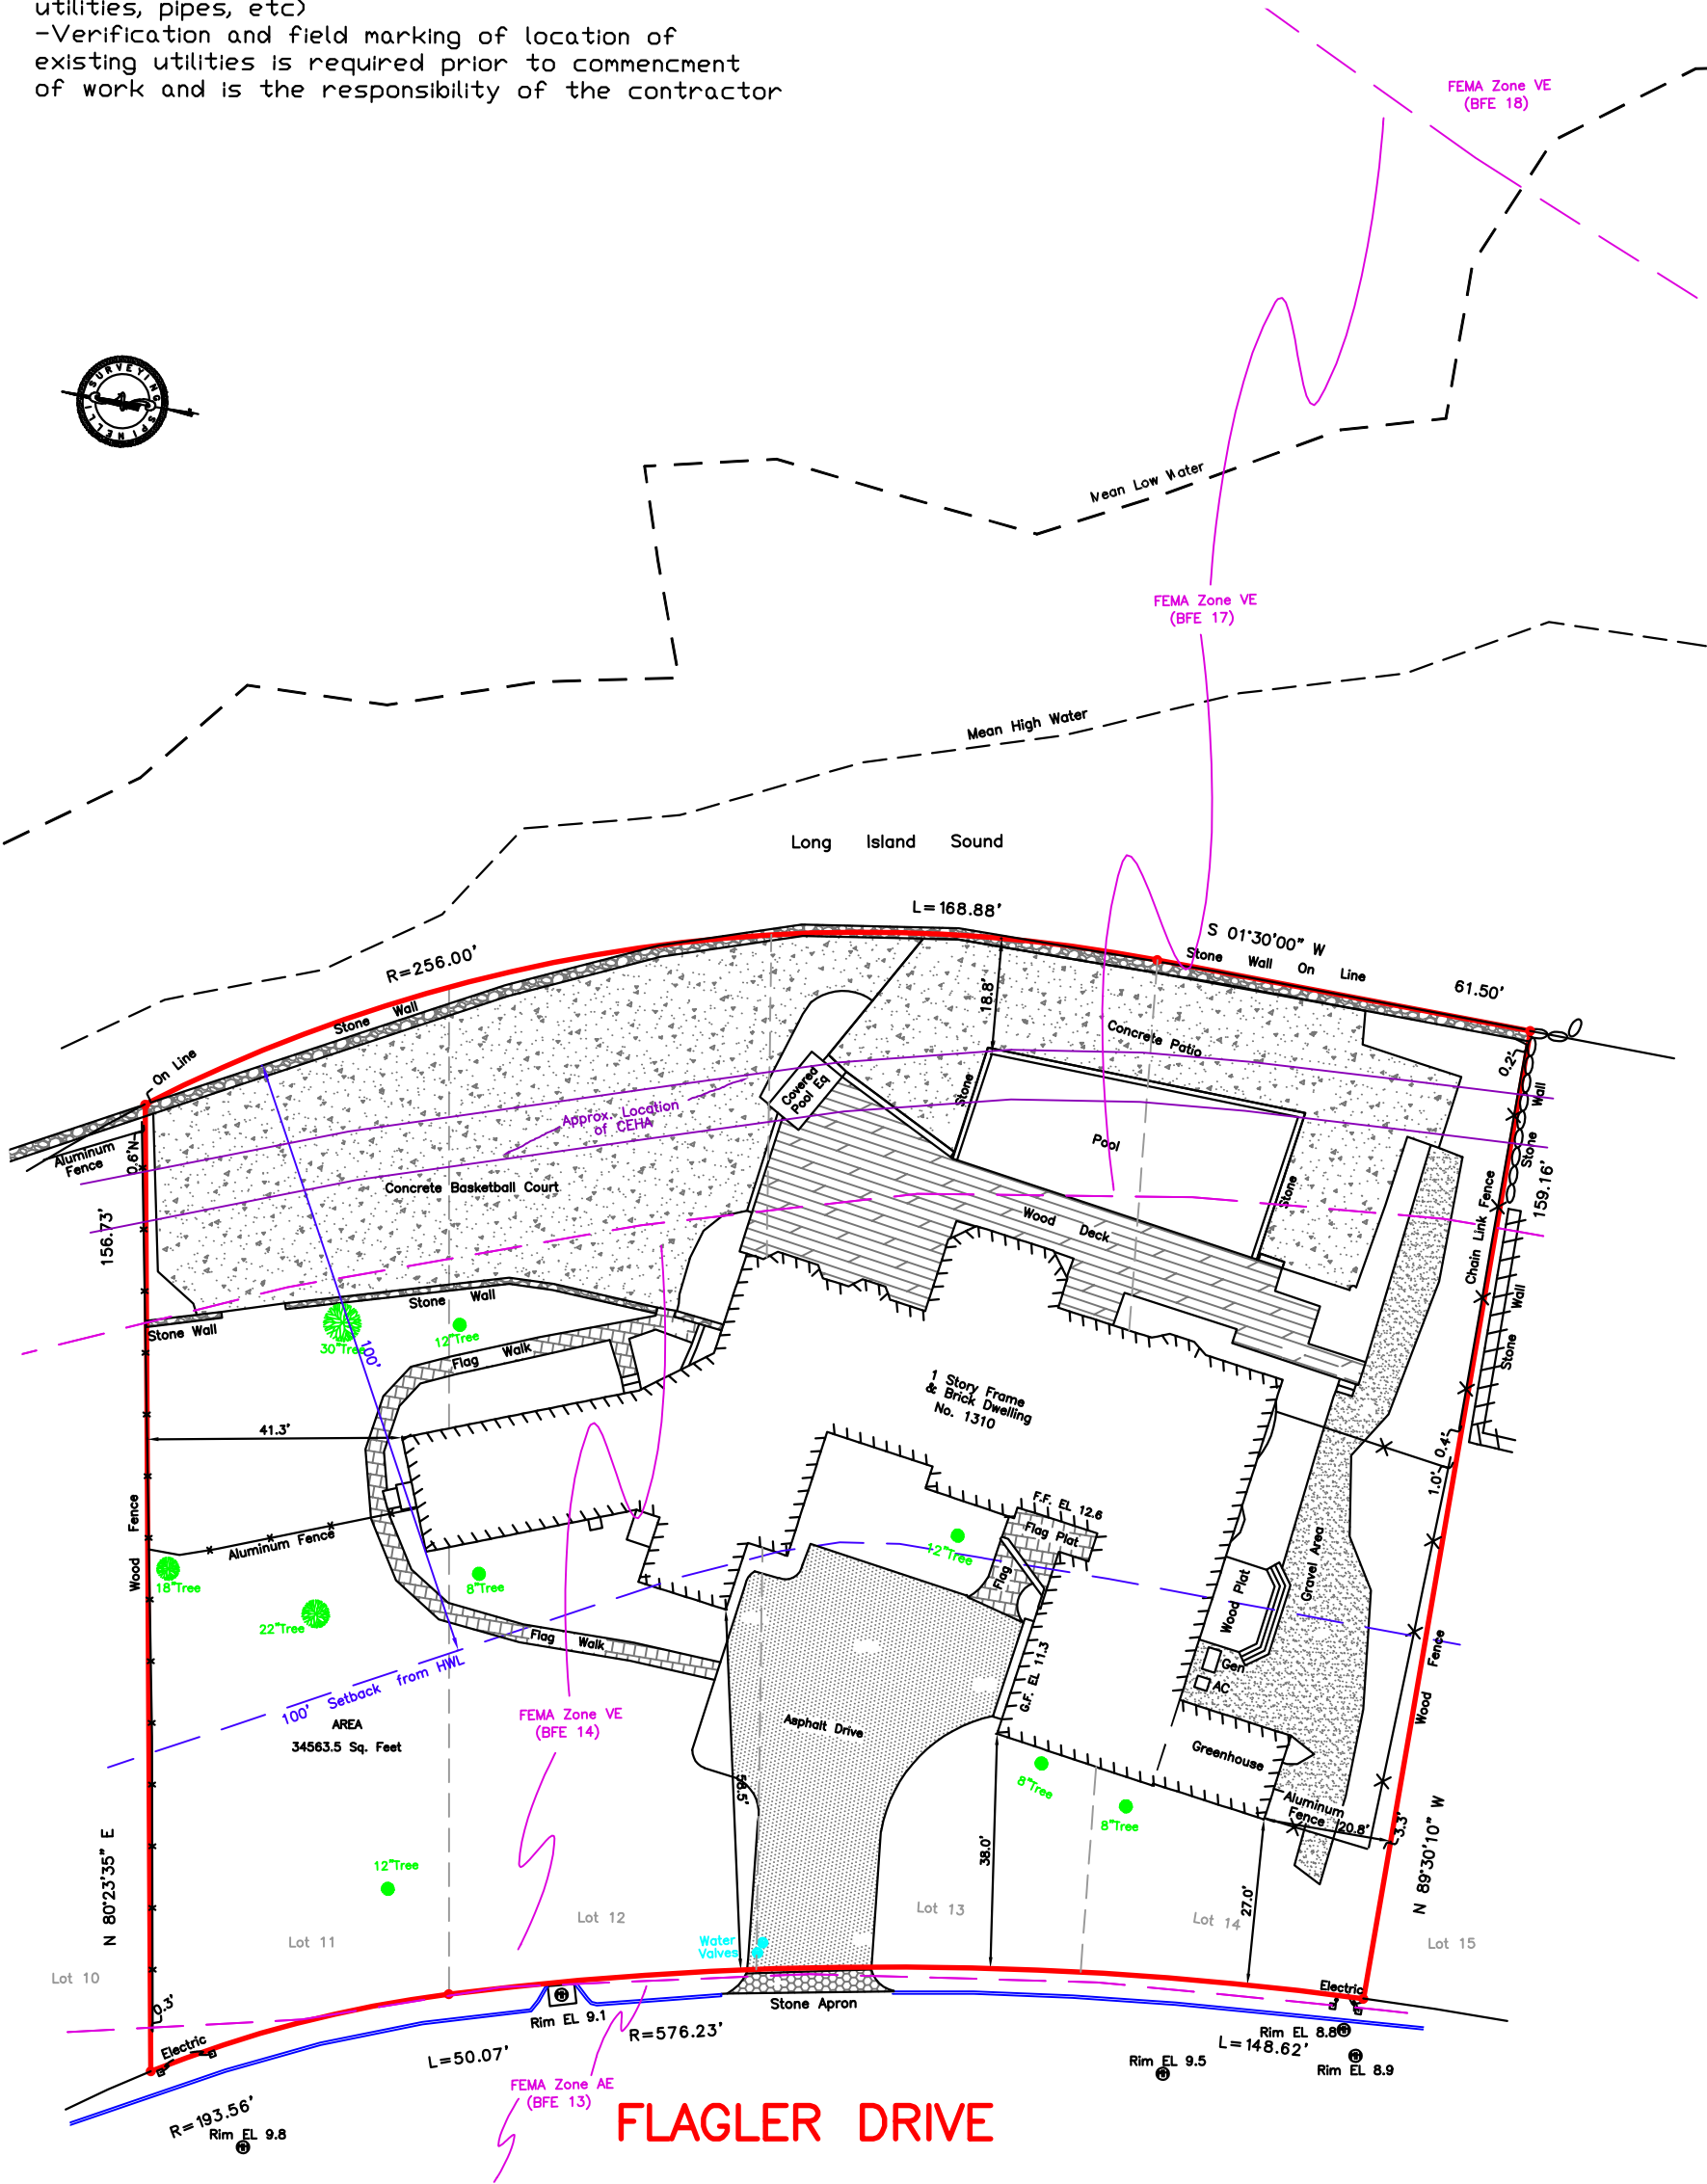 utilities, pipes, etc)
-Verification and field marking of location of
existing utilities is required prior to commencment
of work and is the responsibility of the contractor
FEMA Zone VE
(BFE 18)
SURVEYING
SPINELLI
Mean Low Water
FEMA Zone VE
(BFE 17)
Mean High Water
Long Island Sound
L=168.88'
S 01°30'00" W
Stone Wall On Line
61.50'
R=256.00'
Stone Wall
On Line
18.8'
Concrete Patio
0.2'
Wall
Stone
Covered
Pool Eq
Stone
Approx. Location
of CEHA
Aluminum
Fence
0.6'N
Pool
Concrete Basketball Court
Stone
159.16'
Chain Link Fence
156.73'
Wood Deck
Wall
Stone
Stone Wall
Stone Wall
30"Tree
12"Tree
100'
Flag Walk
1 Story Frame
& Brick Dwelling
No. 1310
41.3'
0.4'
1.0'
Fence
Wood
Aluminum Fence
F.F. EL 12.6
Flag Plat
Flag
12"Tree
18"Tree
8"Tree
22"Tree
Gravel Area
Wood Plat
Flag Walk
Fence
Wood
Gen
AC
G.F. EL 11.3
100' Setback from HWL
AREA
34563.5 Sq. Feet
FEMA Zone VE
(BFE 14)
Asphalt Drive
Greenhouse
58.5'
8"Tree
8"Tree
Aluminum
Fence
20.8'
3.3'
38.0'
27.0'
N 80°23'35" E
N 89°30'10" W
12"Tree
Lot 10
Lot 11
Lot 12
Lot 13
Lot 14
Lot 15
Water
Valves
0.3'
Electric
Electric
Stone Apron
Rim EL 9.1
R=576.23'
L=50.07'
Rim EL 8.8
L=148.62'
Rim EL 9.5
Rim EL 8.9
FEMA Zone AE
(BFE 13)
R=193.56'
Rim EL 9.8
FLAGLER DRIVE